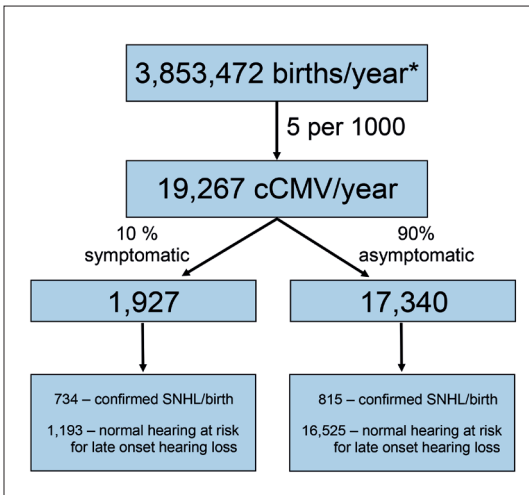 3,853,472 births/year*
5 per 1000
19,267 cCMV/year
10 %
symptomatic
90%
asymptomatic
1,927
17,340
734 – confirmed SNHL/birth
1,193 – normal hearing at risk
for late onset hearing loss
815 – confirmed SNHL/birth
16,525 – normal hearing at risk
for late onset hearing loss